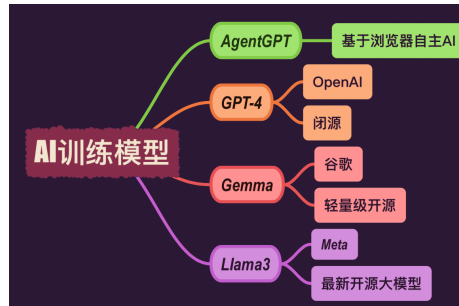 AI训练模型
AgentGPT
基于浏览器自主AI
GPT-4
OpenAI
闭源
Gemma
谷歌
轻量级开源
Llama3
Meta
最新开源大模型